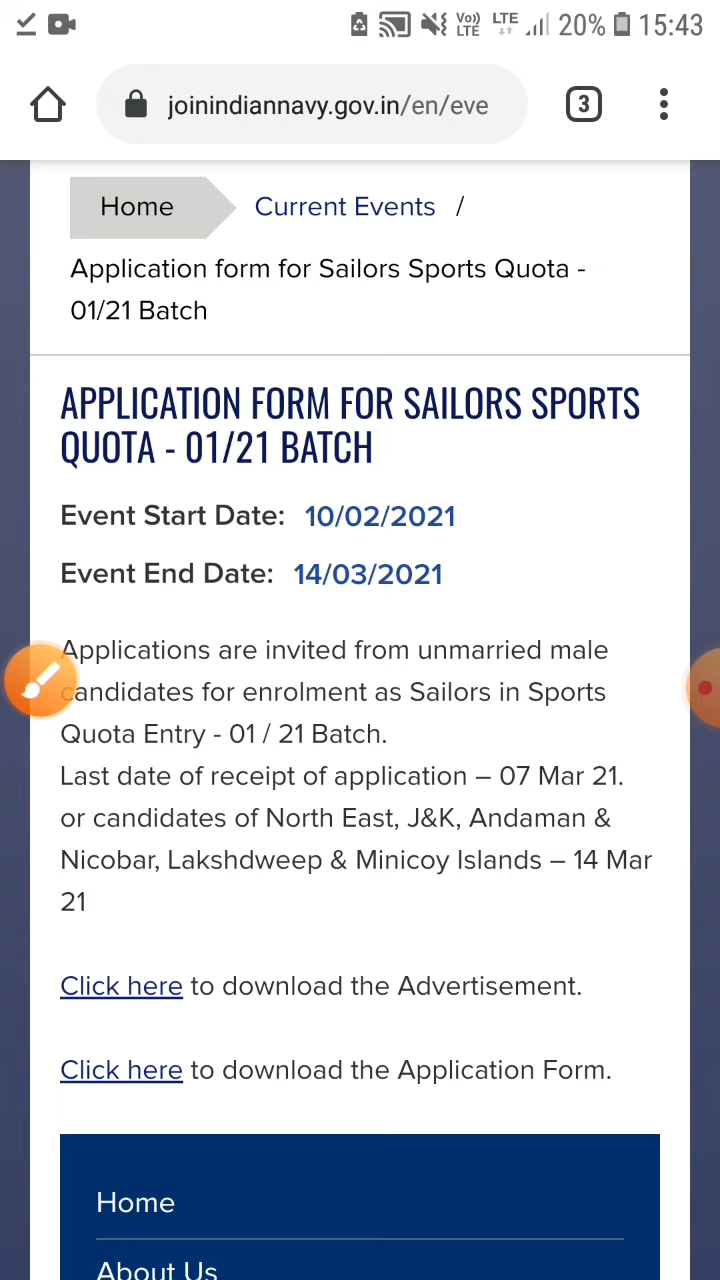 Vo)) LTE LTE 20% 15:43
joinindiannavy.gov.in/en/eve 3
Home Current Events /
Application form for Sailors Sports Quota -
01/21 Batch
APPLICATION FORM FOR SAILORS SPORTS
QUOTA - 01/21 BATCH
Event Start Date: 10/02/2021
Event End Date: 14/03/2021
Applications are invited from unmarried male
candidates for enrolment as Sailors in Sports
Quota Entry - 01 / 21 Batch.
Last date of receipt of application – 07 Mar 21.
or candidates of North East, J&K, Andaman &
Nicobar, Lakshdweep & Minicoy Islands – 14 Mar
21
Click here to download the Advertisement.
Click here to download the Application Form.
Home
About Us